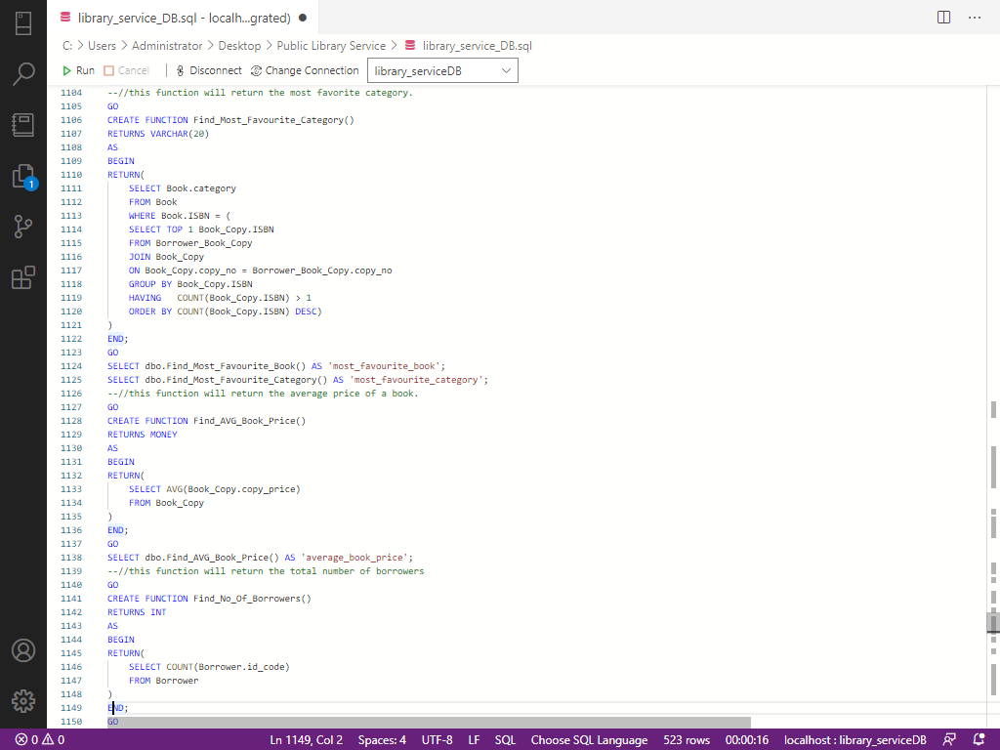 library_service_DB.sql - localh...grated) ●
C: > Users > Administrator > Desktop > Public Library Service > library_service_DB.sql
Run Cancel Disconnect Change Connection library_serviceDB
1104 --//this function will return the most favorite category.
1105 GO
1106 CREATE FUNCTION Find_Most_Favourite_Category()
1107 RETURNS VARCHAR(20)
1108 AS
1109 BEGIN
1110 RETURN(
1111 SELECT Book.category
1112 FROM Book
1113 WHERE Book.ISBN = (
1114 SELECT TOP 1 Book_Copy.ISBN
1115 FROM Borrower_Book_Copy
1116 JOIN Book_Copy
1117 ON Book_Copy.copy_no = Borrower_Book_Copy.copy_no
1118 GROUP BY Book_Copy.ISBN
1119 HAVING COUNT(Book_Copy.ISBN) > 1
1120 ORDER BY COUNT(Book_Copy.ISBN) DESC)
1121 )
1122 END;
1123 GO
1124 SELECT dbo.Find_Most_Favourite_Book() AS 'most_favourite_book';
1125 SELECT dbo.Find_Most_Favourite_Category() AS 'most_favourite_category';
1126 --//this function will return the average price of a book.
1127 GO
1128 CREATE FUNCTION Find_AVG_Book_Price()
1129 RETURNS MONEY
1130 AS
1131 BEGIN
1132 RETURN(
1133 SELECT AVG(Book_Copy.copy_price)
1134 FROM Book_Copy
1135 )
1136 END;
1137 GO
1138 SELECT dbo.Find_AVG_Book_Price() AS 'average_book_price';
1139 --//this function will return the total number of borrowers
1140 GO
1141 CREATE FUNCTION Find_No_Of_Borrowers()
1142 RETURNS INT
1143 AS
1144 BEGIN
1145 RETURN(
1146 SELECT COUNT(Borrower.id_code)
1147 FROM Borrower
1148 )
1149 END;
1150 GO
1
0 0 Ln 1149, Col 2 Spaces: 4 UTF-8 LF SQL Choose SQL Language 523 rows 00:00:16 localhost : library_serviceDB